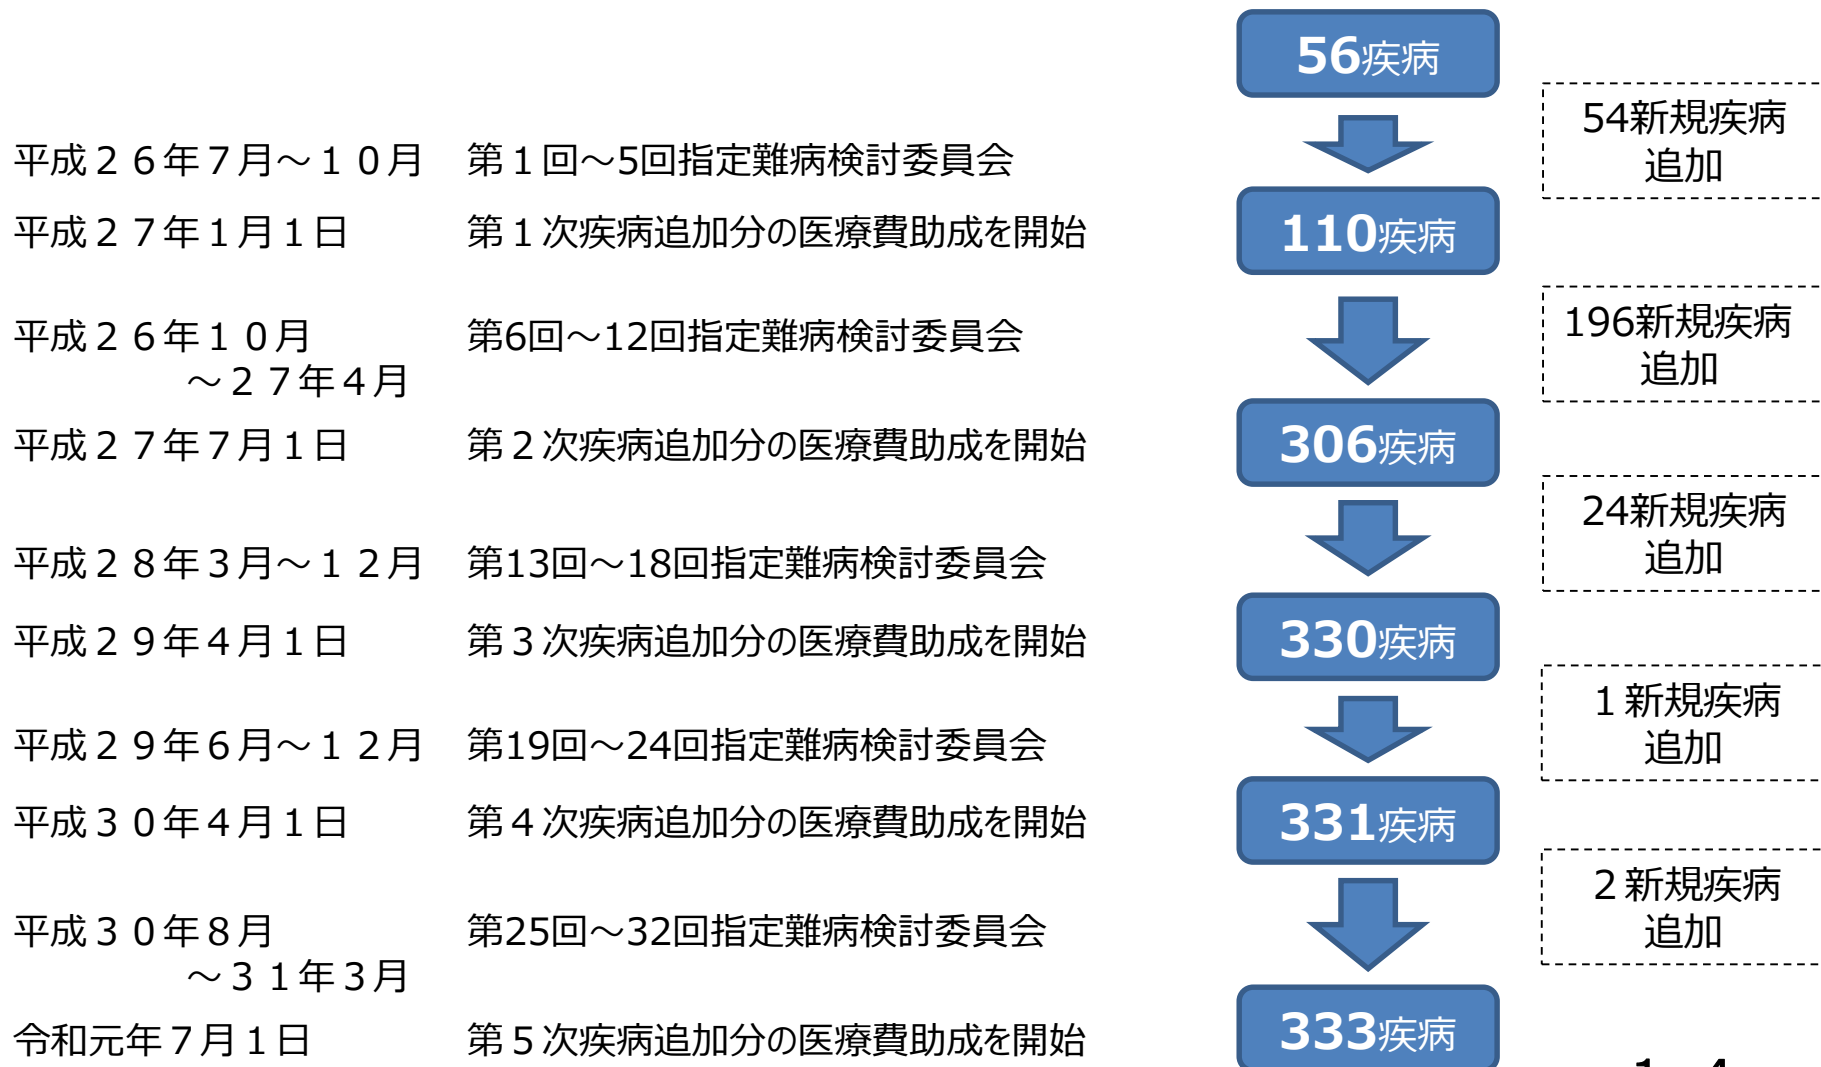 56疾病
54新規疾病
追加
平成２６年７月～１０月　第１回～5回指定難病検討委員会
平成２７年１月１日　第１次疾病追加分の医療費助成を開始
110疾病
196新規疾病
追加
平成２６年１０月　第6回～12回指定難病検討委員会
～２７年４月
平成２７年７月１日　第２次疾病追加分の医療費助成を開始
306疾病
24新規疾病
追加
平成２８年３月～１２月　第13回～18回指定難病検討委員会
平成２９年４月１日　第３次疾病追加分の医療費助成を開始
330疾病
１新規疾病
追加
平成２９年６月～１２月　第19回～24回指定難病検討委員会
平成３０年４月１日　第４次疾病追加分の医療費助成を開始
331疾病
２新規疾病
追加
平成３０年８月　第25回～32回指定難病検討委員会
～３１年３月
令和元年７月１日　第５次疾病追加分の医療費助成を開始
333疾病